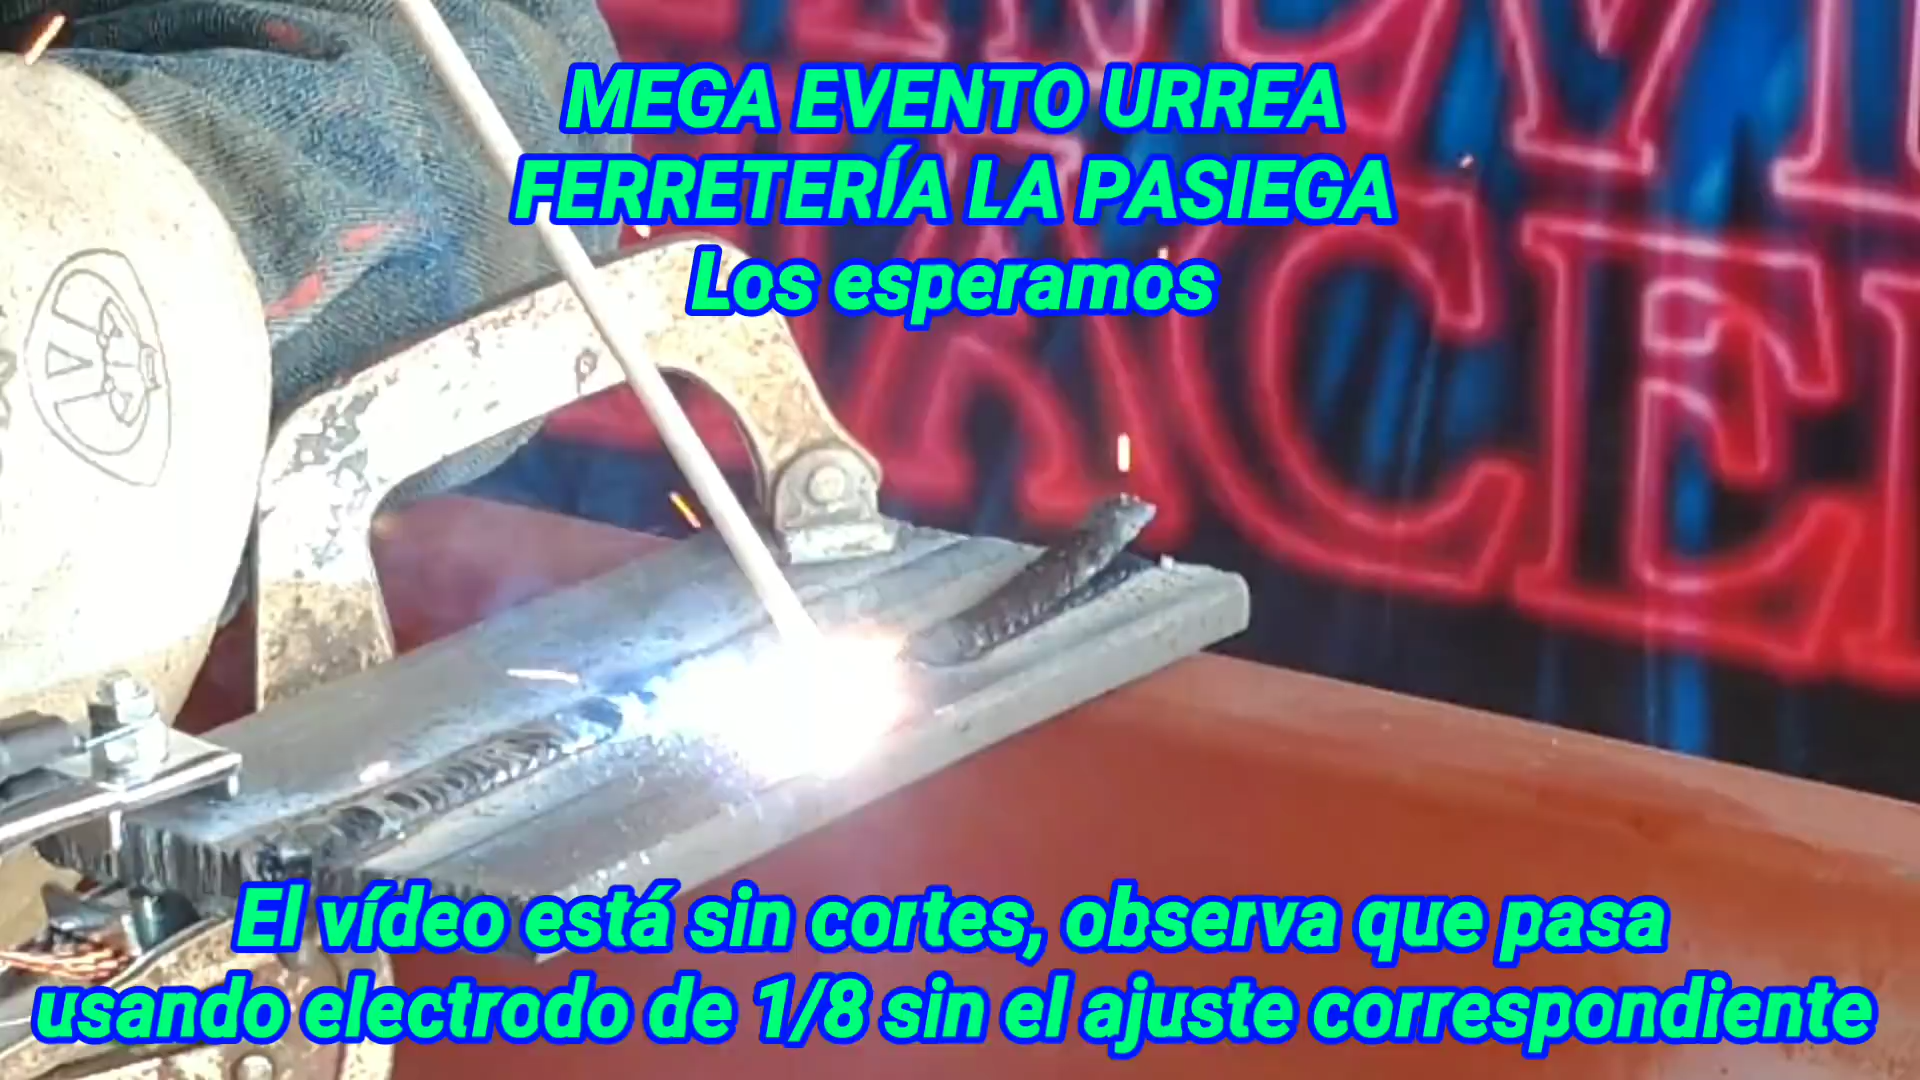 MEGA EVENTO URREA
FERRETERÍA LA PASIEGA
Los esperamos
El vídeo está sin cortes, observa que pasa
usando electrodo de 1/8 sin el ajuste correspondiente